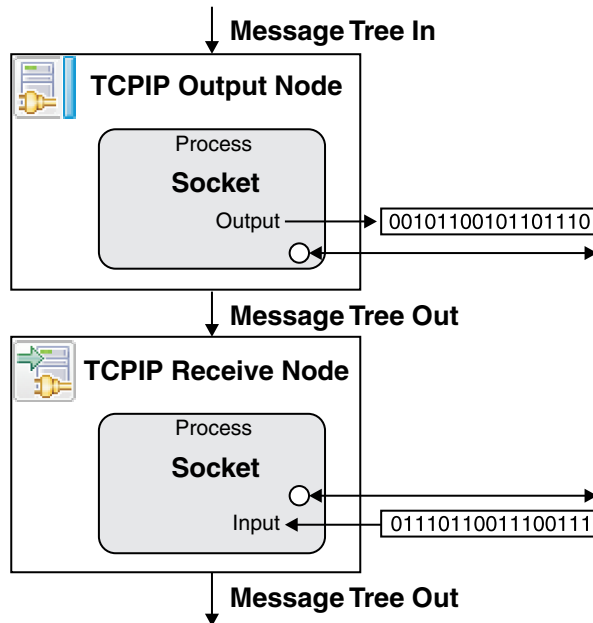 Message Tree In
TCPIP Output Node
Process
Socket
Output
00101100101101110
Message Tree Out
TCPIP Receive Node
Process
Socket
Input
01110110011100111
Message Tree Out